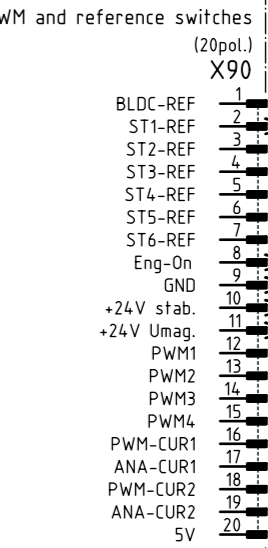 WM and reference switches
(20pol.)
X90
BLDC-REF 1
ST1-REF 2
ST2-REF 3
ST3-REF 4
ST4-REF 5
ST5-REF 6
ST6-REF 7
Eng-On 8
GND 9
+24V stab. 10
+24V Umag. 11
PWM1 12
PWM2 13
PWM3 14
PWM4 15
PWM-CUR1 16
ANA-CUR1 17
PWM-CUR2 18
ANA-CUR2 19
5V 20